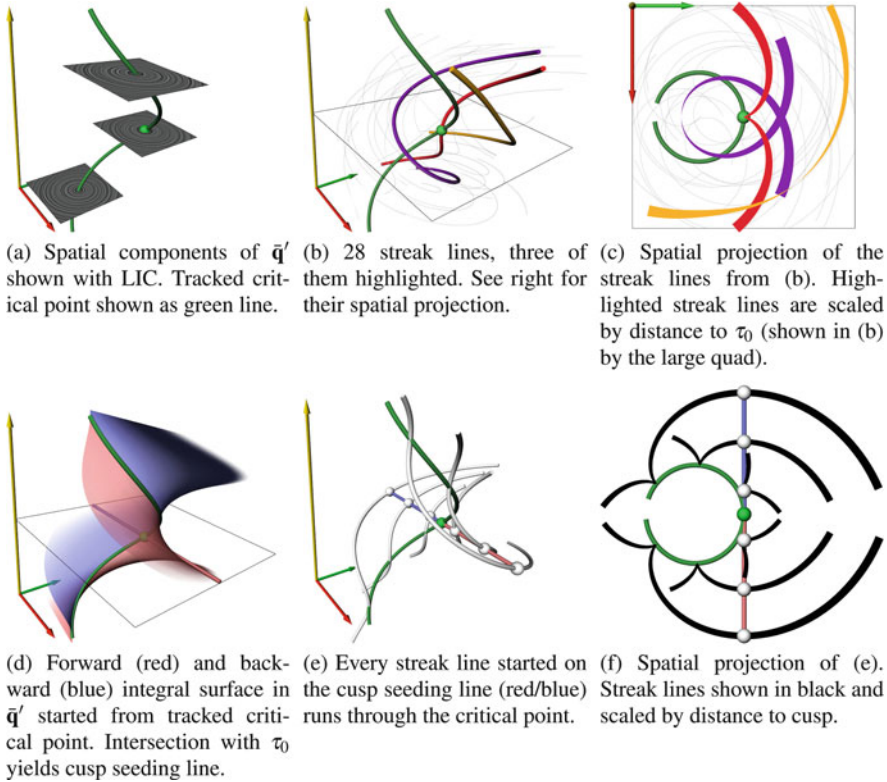 (a) Spatial components of q̄′
shown with LIC. Tracked crit-
ical point shown as green line.
(b) 28 streak lines, three of
them highlighted. See right for
their spatial projection.
(c) Spatial projection of the
streak lines from (b). High-
lighted streak lines are scaled
by distance to τ₀ (shown in (b)
by the large quad).
(d) Forward (red) and back-
ward (blue) integral surface in
q̄′ started from tracked criti-
cal point. Intersection with τ₀
yields cusp seeding line.
(e) Every streak line started on
the cusp seeding line (red/blue)
runs through the critical point.
(f) Spatial projection of (e).
Streak lines shown in black and
scaled by distance to cusp.